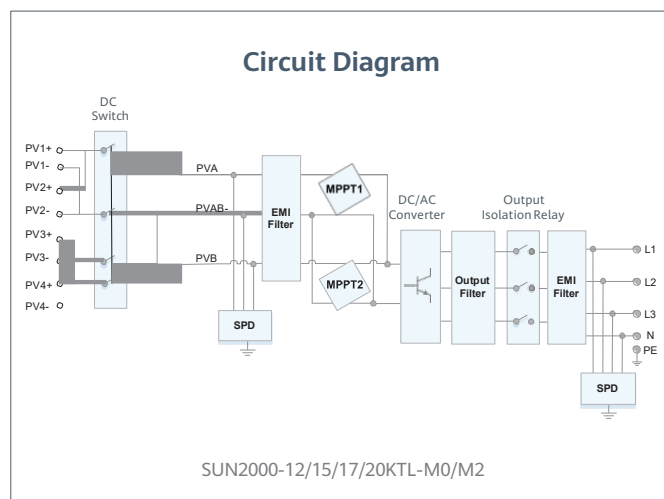 Circuit Diagram
DC
Switch
PV1+
PV1-
PV2+
PV2-
PV3+
PV3-
PV4+
PV4-
PVA
PVAB-
PVB
EMI
Filter
SPD
MPPT1
MPPT2
DC/AC
Converter
Output
Filter
Output
Isolation Relay
EMI
Filter
L1
L2
L3
N
PE
SPD
SUN2000-12/15/17/20KTL-M0/M2